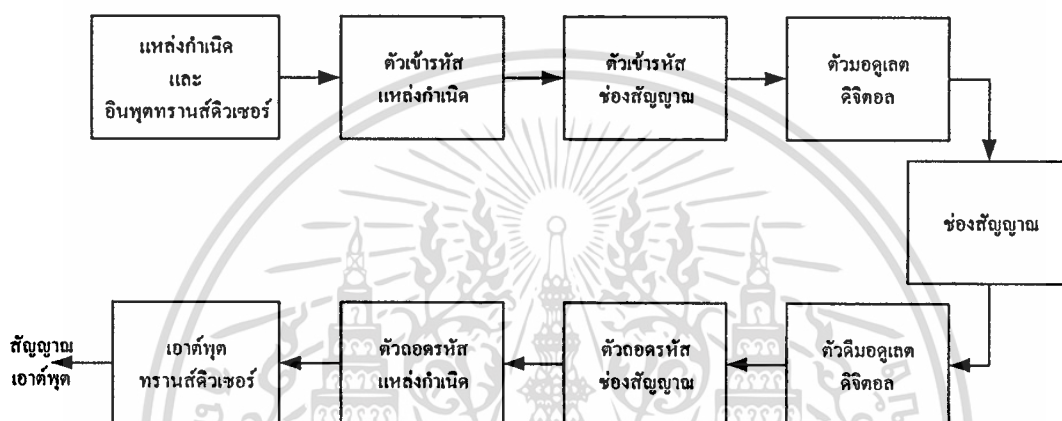 แหล่งกำเนิด
และ
อินพุตทรานส์ดิวเซอร์
ตัวเข้ารหัส
แหล่งกำเนิด
ตัวเข้ารหัส
ช่องสัญญาณ
ตัวมอดูเลต
ดิจิตอล
ช่องสัญญาณ
ตัวดีมอดูเลต
ดิจิตอล
ตัวถอดรหัส
ช่องสัญญาณ
ตัวถอดรหัส
แหล่งกำเนิด
เอาต์พุต
ทรานส์ดิวเซอร์
สัญญาณ
เอาต์พุต